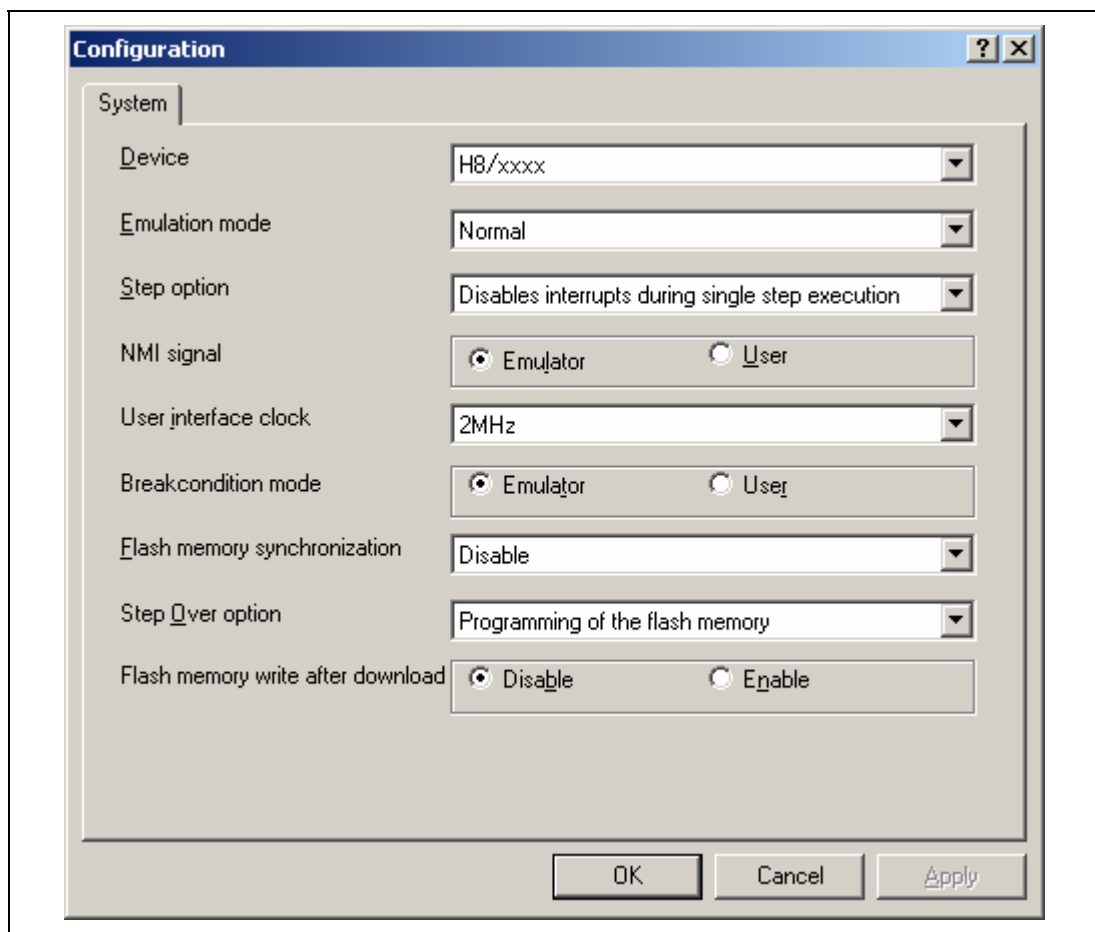 Configuration
System
Device H8/xxxx
Emulation mode Normal
Step option Disables interrupts during single step execution
NMI signal Emulator User
User interface clock 2MHz
Breakcondition mode Emulator User
Flash memory synchronization Disable
Step Over option Programming of the flash memory
Flash memory write after download Disable Enable
OK Cancel Apply